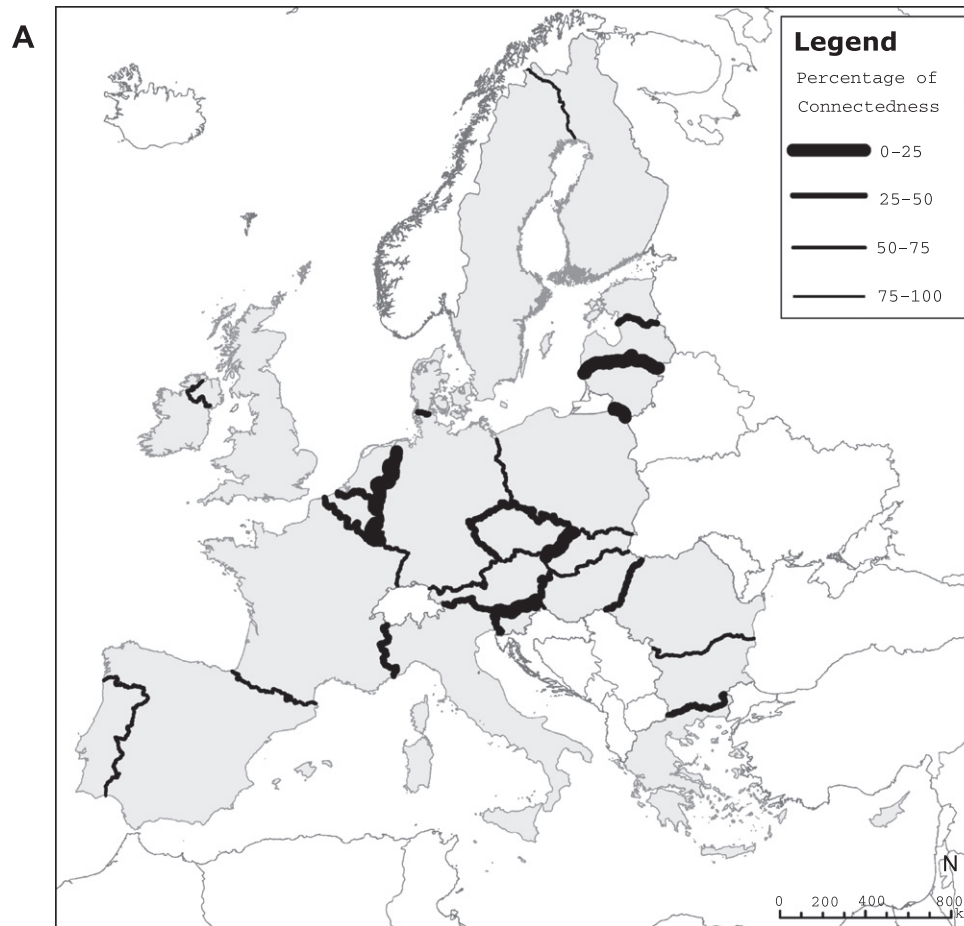 A
Legend
Percentage of
Connectedness
0-25
25-50
50-75
75-100
N
0 200 400 800
k